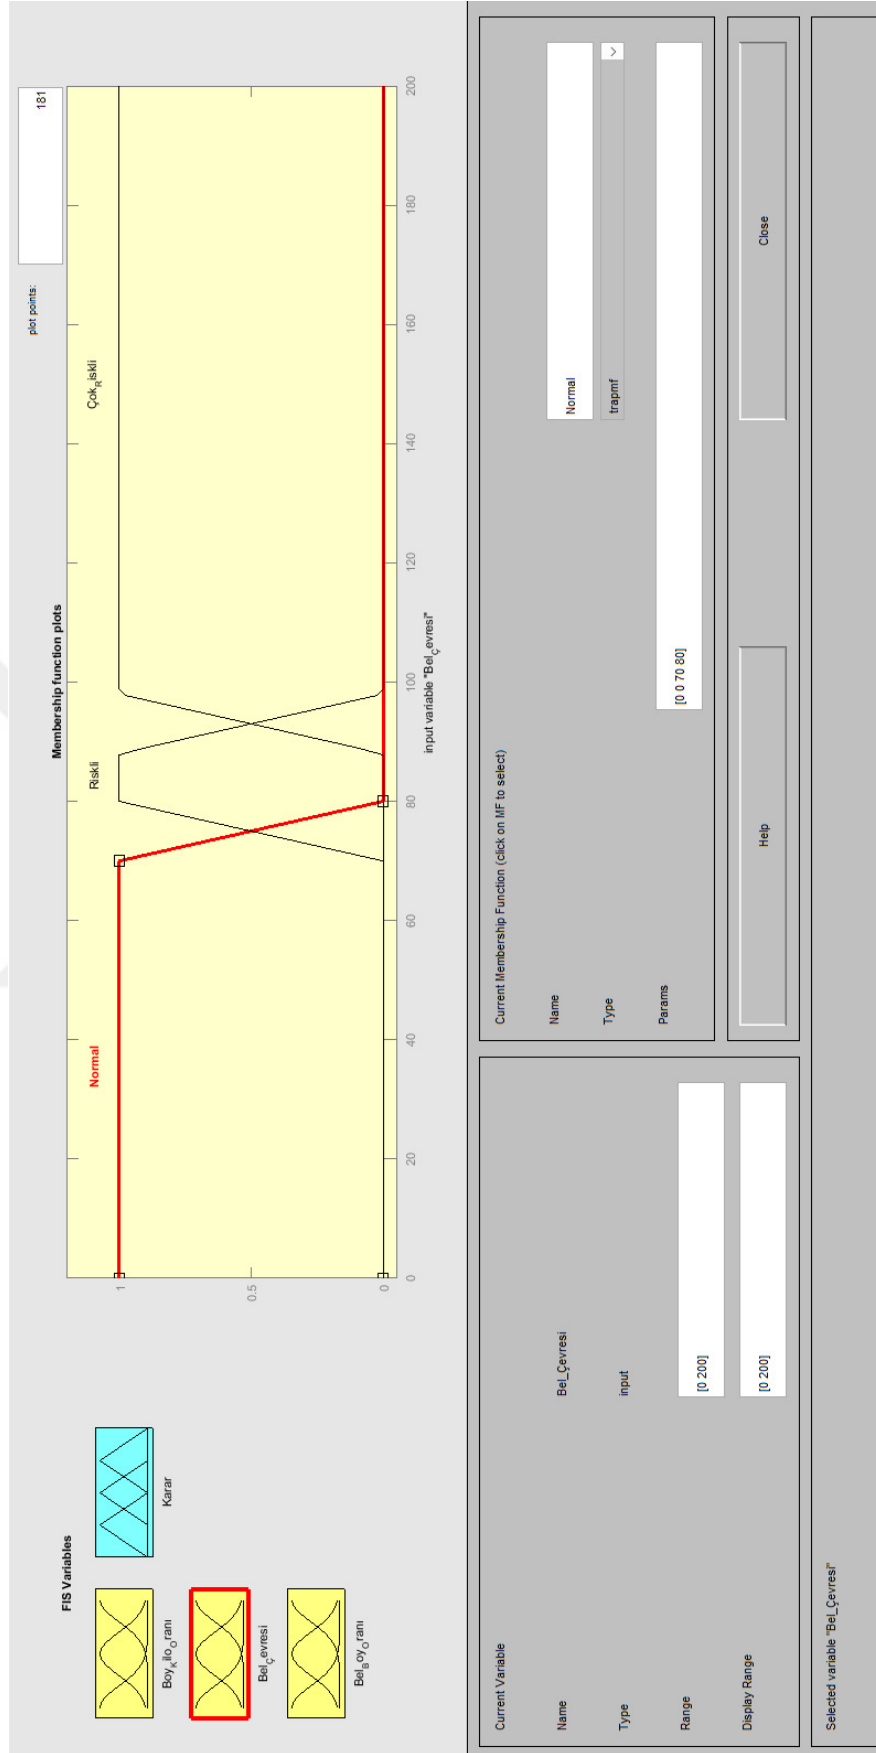 FIS Variables
Boy_Kilo_Oranı
Karar
Bel_Çevresi
Bel_Boy_Oranı
Membership function plots
plot points:
181
Normal
Riskli
Çok_Riskli
1
0.5
0
0
20
40
60
80
100
120
140
160
180
200
input variable "Bel_Çevresi"
Current Variable
Name
Bel_Çevresi
Type
input
Range
[0 200]
Display Range
[0 200]
Current Membership Function (click on MF to select)
Name
Normal
Type
trapmf
Params
[0 0 70 80]
Help
Close
Selected variable "Bel_Çevresi"